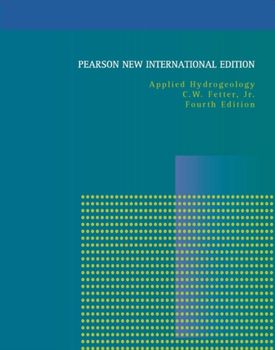 PEARSON NEW INTERNATIONAL EDITION
Applied Hydrogeology
C.W. Fetter, Jr.
Fourth Edition